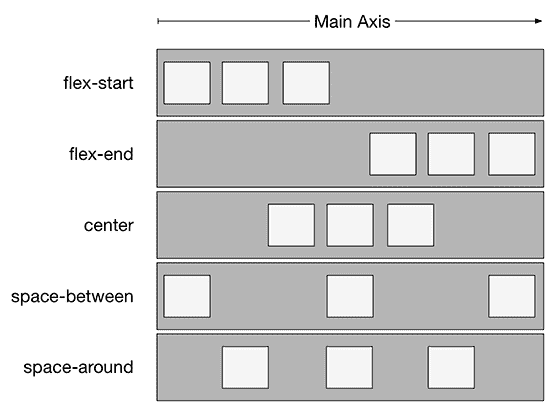 Main Axis
flex-start
flex-end
center
space-between
space-around